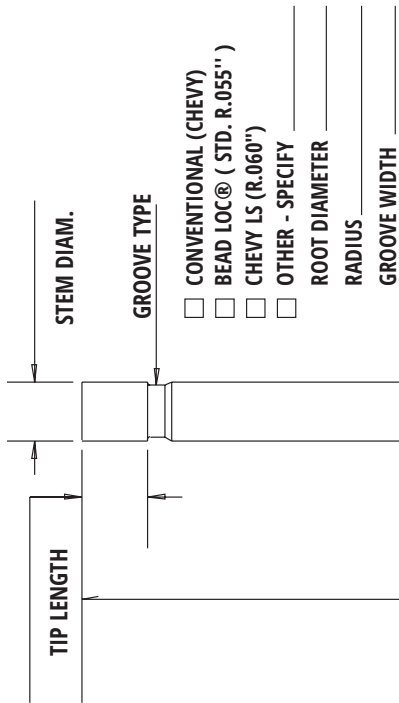 STEM DIAM.
GROOVE TYPE
☐ CONVENTIONAL (CHEVY)
☐ BEAD LOC® ( STD. R.055'' )
☐ CHEVY LS (R.060")
☐ OTHER - SPECIFY
ROOT DIAMETER
RADIUS
GROOVE WIDTH
TIP LENGTH